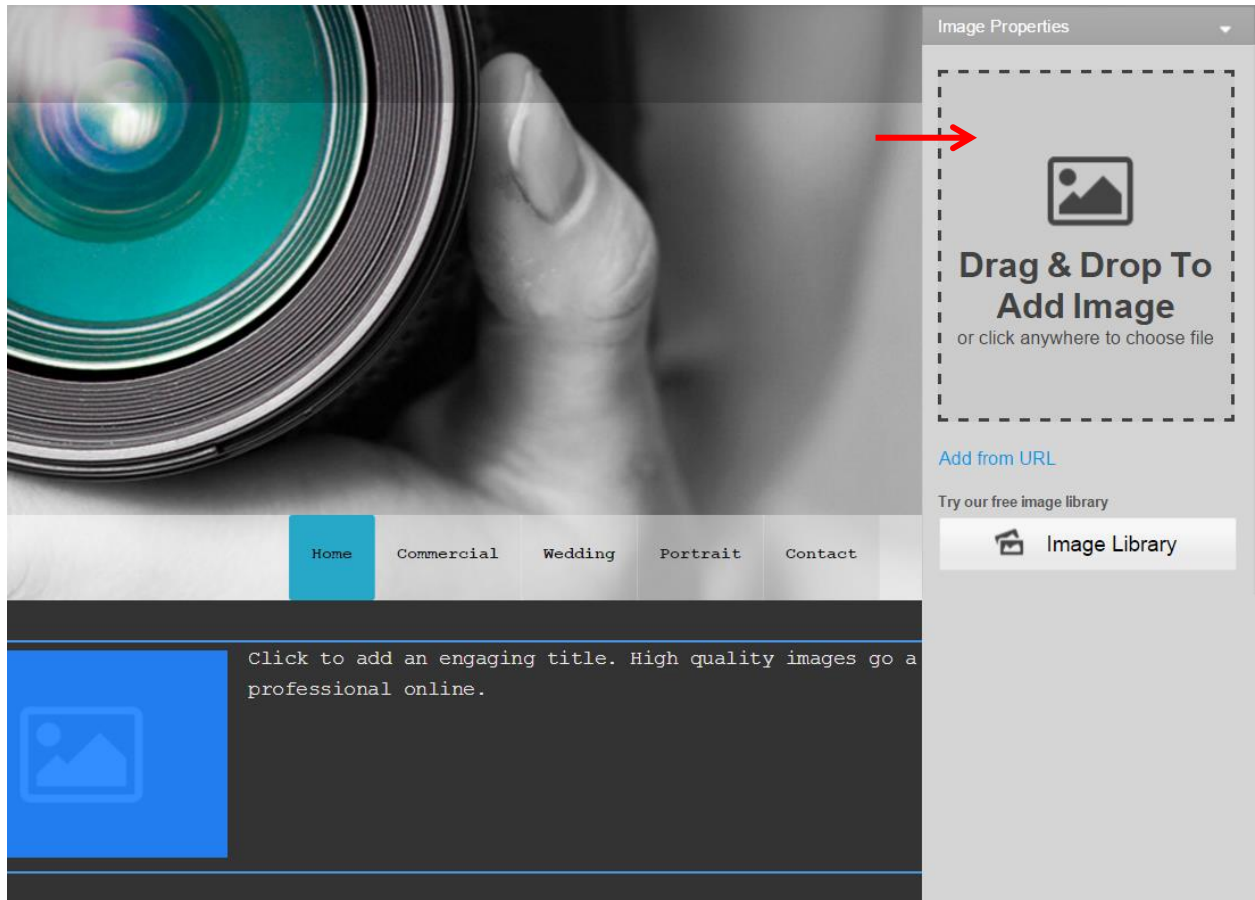 Image Properties
Drag & Drop To
Add Image
or click anywhere to choose file
Add from URL
Try our free image library
Image Library
Home Commercial Wedding Portrait Contact
Click to add an engaging title. High quality images go a
professional online.